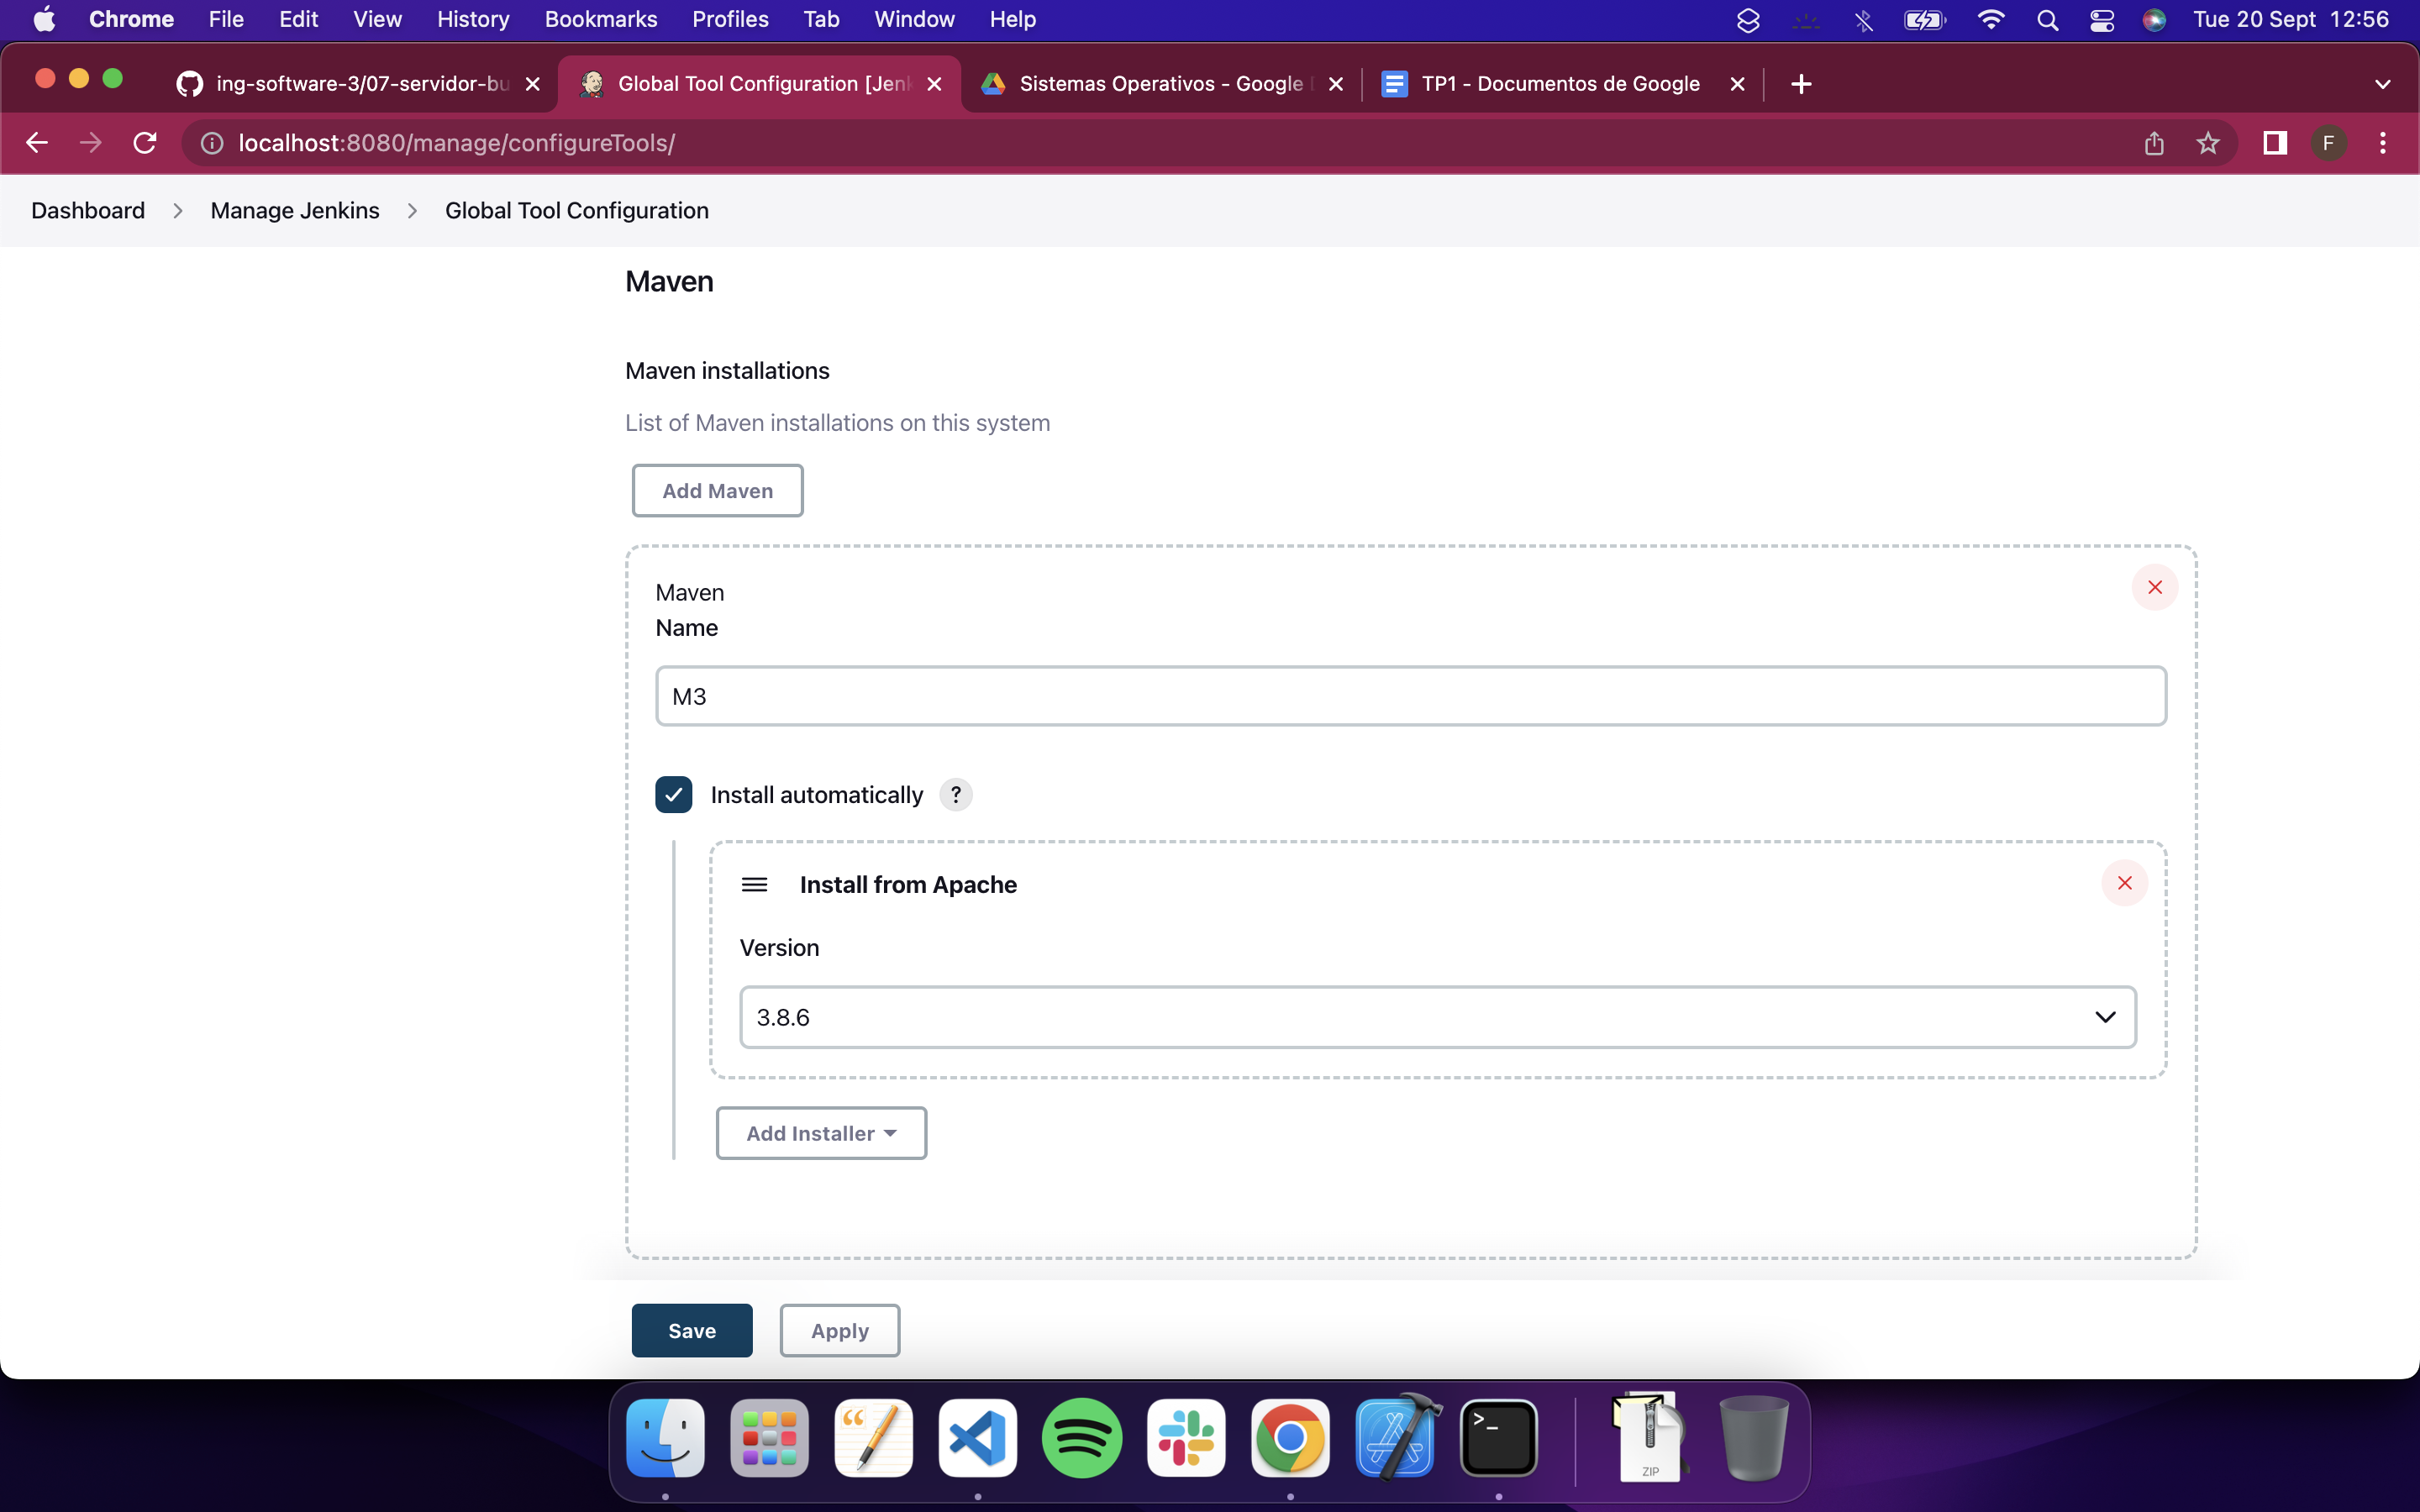 Chrome File Edit View History Bookmarks Profiles Tab Window Help Tue 20 Sept 12:56
ing-software-3/07-servidor-bu Global Tool Configuration [Jen Sistemas Operativos - Google TP1 - Documentos de Google
localhost:8080/manage/configureTools/ F
Dashboard Manage Jenkins Global Tool Configuration
Maven
Maven installations
List of Maven installations on this system
Add Maven
Maven
Name
M3
Install automatically ?
Install from Apache
Version
3.8.6
Add Installer
Save Apply
ZIP